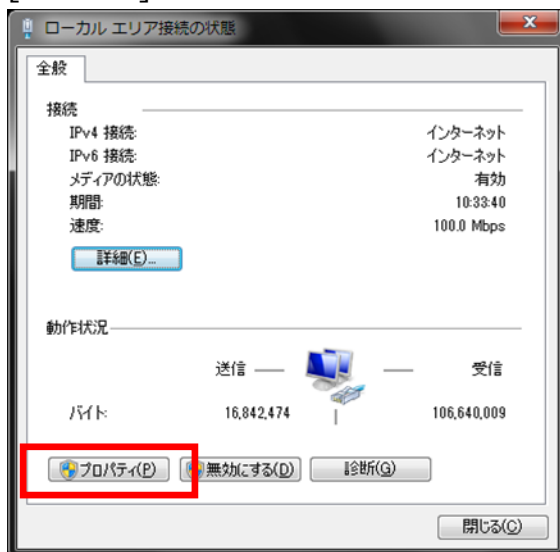 ローカル エリア接続の状態
全般
接続
IPv4 接続: インターネット
IPv6 接続: インターネット
メディアの状態: 有効
期間: 10:33:40
速度: 100.0 Mbps
詳細(E)...
動作状況
送信 受信
バイト: 16,842,474 106,640,009
プロパティ(P) 無効にする(D) 診断(G)
閉じる(C)